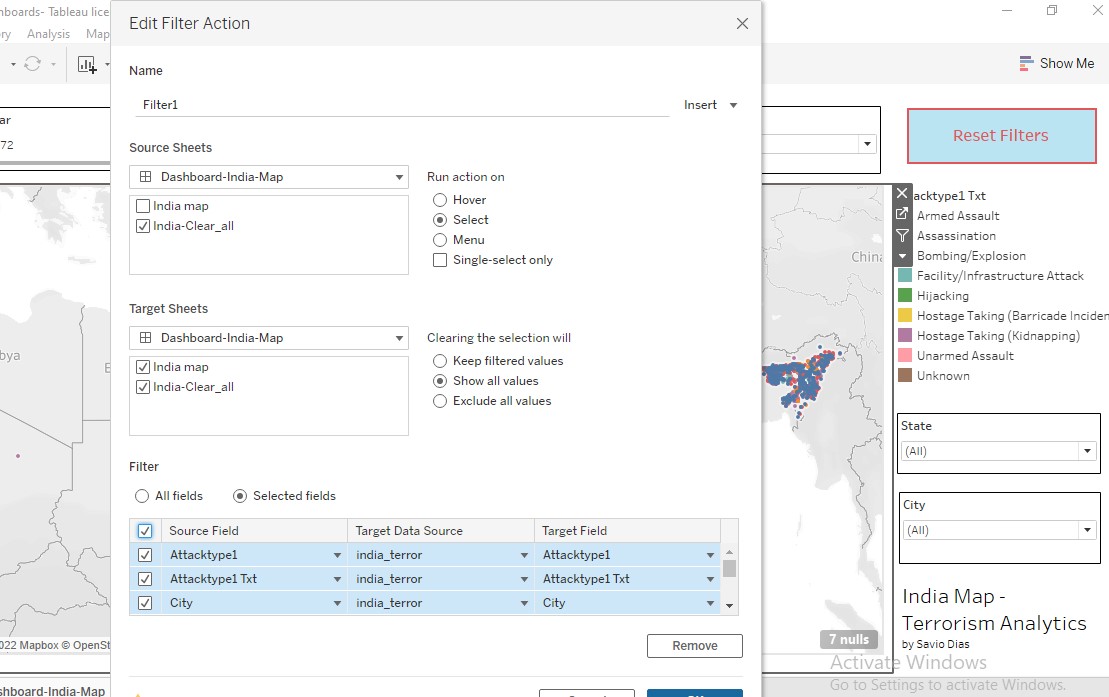 hboards- Tableau lice
ry Analysis Map
Show Me
Edit Filter Action
Name
Filter1
Insert
Source Sheets
Dashboard-India-Map
India map
India-Clear_all
Run action on
Hover
Select
Menu
Single-select only
Target Sheets
Dashboard-India-Map
India map
India-Clear_all
Clearing the selection will
Keep filtered values
Show all values
Exclude all values
Filter
All fields
Selected fields
Source Field Target Data Source Target Field
Attacktype1 india_terror Attacktype1
Attacktype1 Txt india_terror Attacktype1 Txt
City india_terror City
Remove
ar
72
bya
E
022 Mapbox © OpenSt
shboard-India-Map
China
7 nulls
Reset Filters
acktype1 Txt
Armed Assault
Assassination
Bombing/Explosion
Facility/Infrastructure Attack
Hijacking
Hostage Taking (Barricade Inciden
Hostage Taking (Kidnapping)
Unarmed Assault
Unknown
State
(All)
City
(All)
India Map -
Terrorism Analytics
by Savio Dias
Activate Windows
Go to Settings to activate Windows.